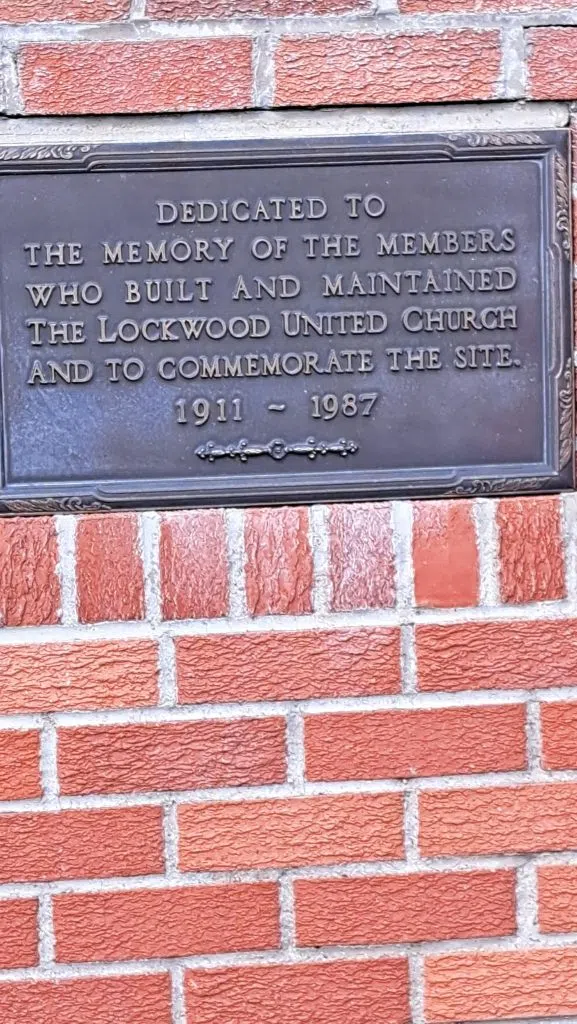 DEDICATED TO
THE MEMORY OF THE MEMBERS
WHO BUILT AND MAINTAINED
THE LOCKWOOD UNITED CHURCH
AND TO COMMEMORATE THE SITE.
1911 ~ 1987